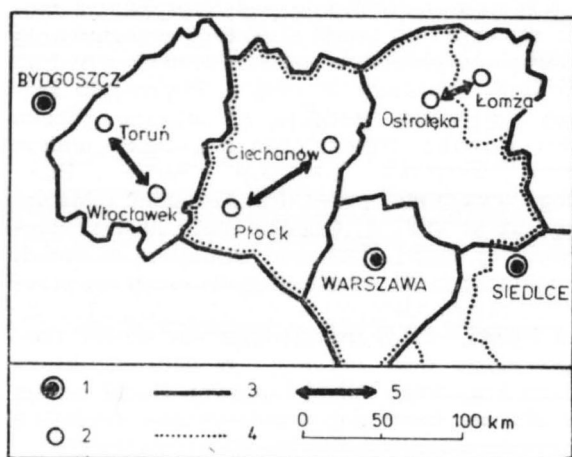 BYDGOSZCZ
Toruń
Włocławek
Ciechanów
Płock
Ostrołęka
Łomża
WARSZAWA
SIEDLCE
1 3 5
2 4 0 50 100 km